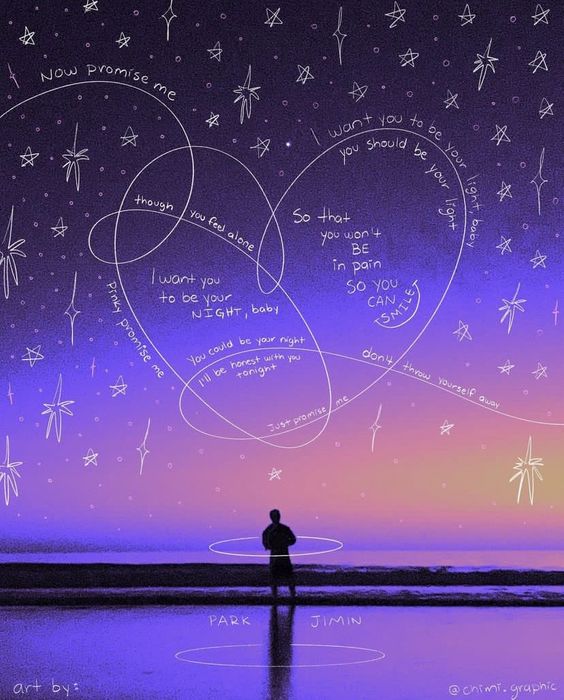 NOW PROMISE ME
I want you to be your light, baby
you should be your light
though you feel alone
So that
you won't
BE
in pain
SO YOU
CAN
SMILE
I want you
to be your
NIGHT, baby
pinky promise me
You could be your night
I'll be honest with you
tonight
don't throw yourself away
Just promise me
PARK JIMIN
art by:
@chimi.graphic